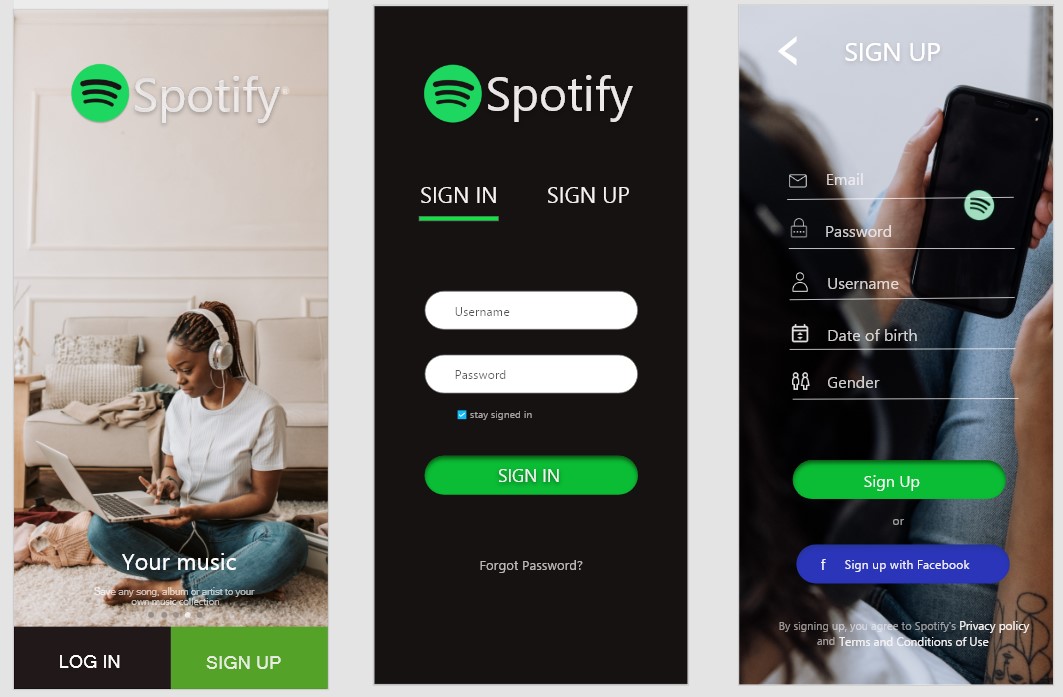 Spotify
Your music
Save any song, album or artist to your
own music collection.
LOG IN
SIGN UP
Spotify
SIGN IN
SIGN UP
Username
Password
stay signed in
SIGN IN
Forgot Password?
SIGN UP
Email
Password
Username
Date of birth
Gender
Sign Up
or
f Sign up with Facebook
By signing up, you agree to Spotify's Privacy policy
and Terms and Conditions of Use